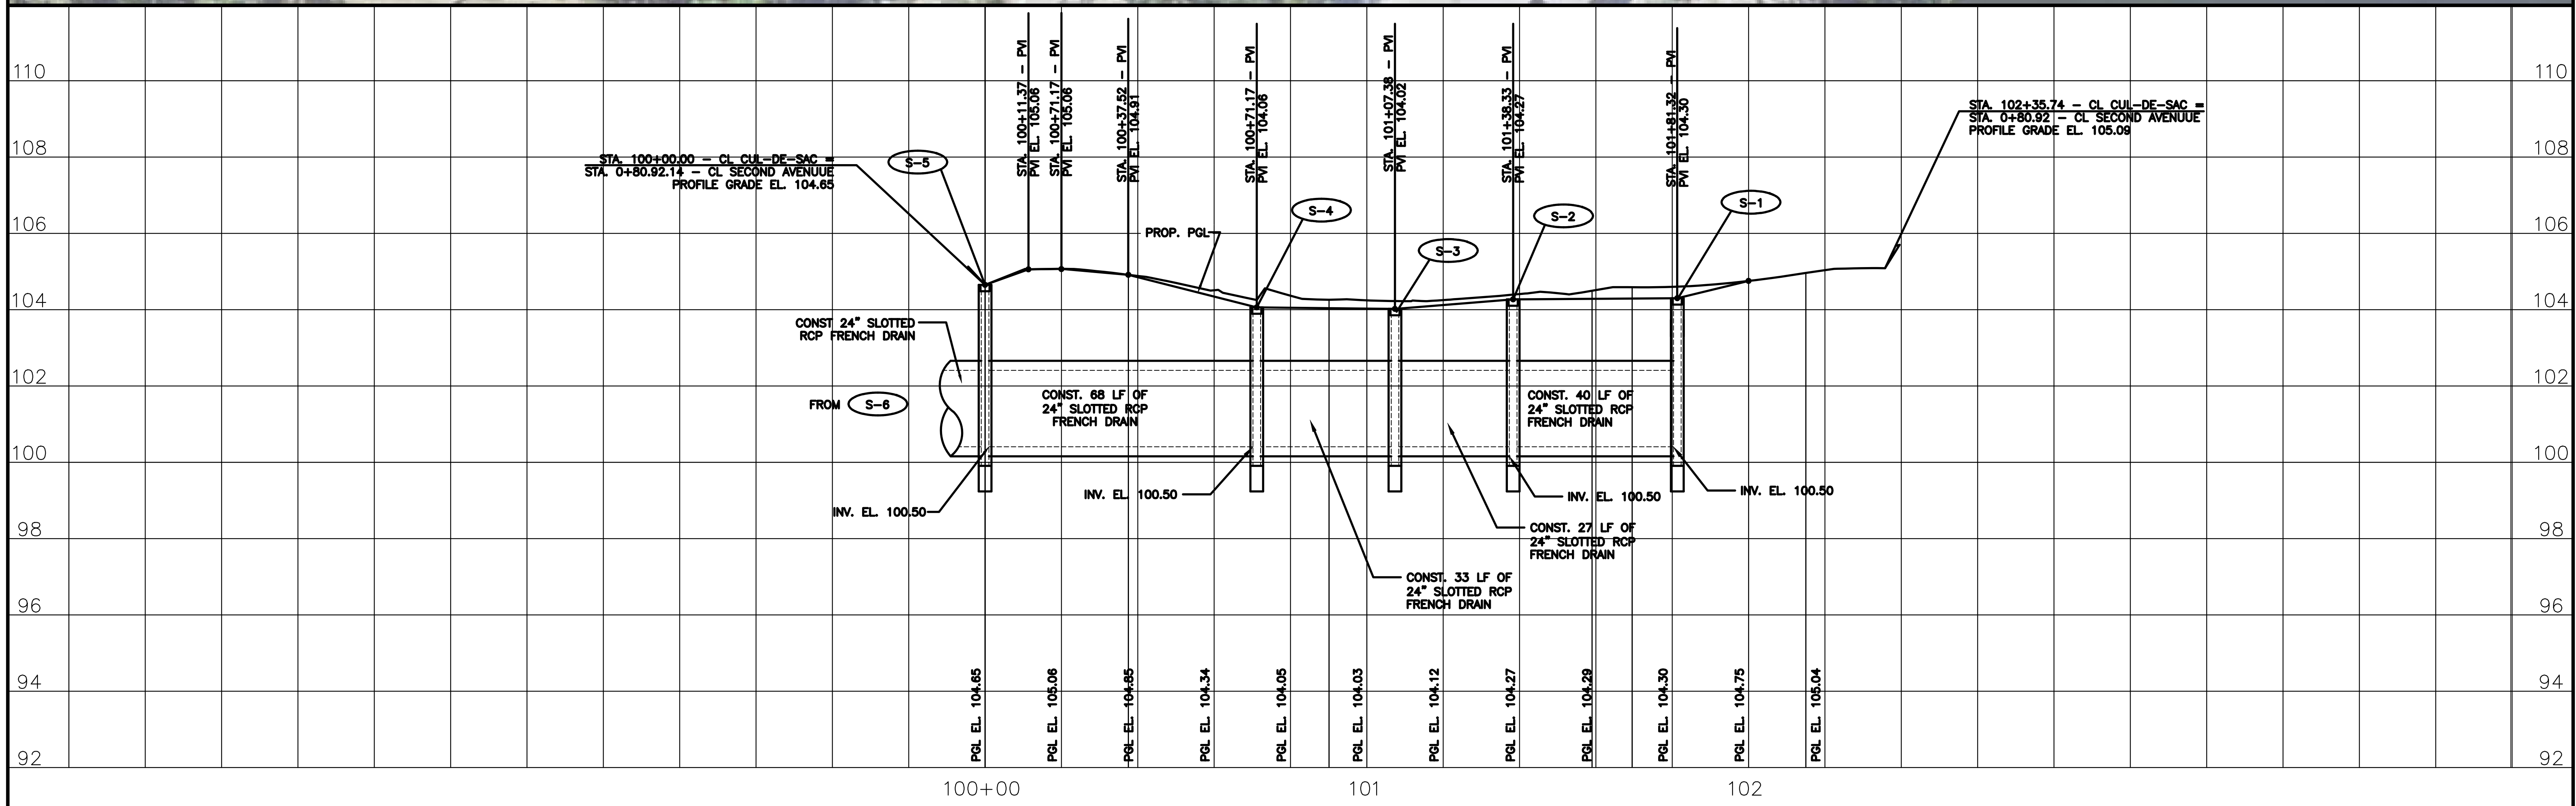 STA. 100+11.37 - PVI
PVI EL. 105.06
STA. 100+71.17 - PVI
PVI EL. 105.06
STA. 100+37.52 - PVI
PVI EL. 104.91
STA. 100+71.17 - PVI
PVI EL. 104.06
STA. 101+07.38 - PVI
PVI EL. 104.02
STA. 101+38.33 - PVI
PVI EL. 104.27
STA. 101+81.32 - PVI
PVI EL. 104.30
110
110
STA. 102+35.74 - CL CUL-DE-SAC =
STA. 0+80.92 - CL SECOND AVENUUE
PROFILE GRADE EL. 105.09
108
108
STA. 100+00.00 - CL CUL-DE-SAC =
STA. 0+80.92.14 - CL SECOND AVENUUE
PROFILE GRADE EL. 104.65
S-5
S-4
S-3
S-2
S-1
106
PROP. PGL
106
104
104
CONST 24" SLOTTED
RCP FRENCH DRAIN
102
102
FROM S-6
CONST. 68 LF OF
24" SLOTTED RCP
FRENCH DRAIN
CONST. 40 LF OF
24" SLOTTED RCP
FRENCH DRAIN
100
100
INV. EL. 100.50
INV. EL. 100.50
INV. EL. 100.50
INV. EL. 100.50
98
98
CONST. 27 LF OF
24" SLOTTED RCP
FRENCH DRAIN
CONST. 33 LF OF
24" SLOTTED RCP
FRENCH DRAIN
96
96
94
94
PGL EL. 104.65
PGL EL. 105.06
PGL EL. 104.85
PGL EL. 104.34
PGL EL. 104.05
PGL EL. 104.03
PGL EL. 104.12
PGL EL. 104.27
PGL EL. 104.29
PGL EL. 104.30
PGL EL. 104.75
PGL EL. 105.04
92
92
100+00
101
102